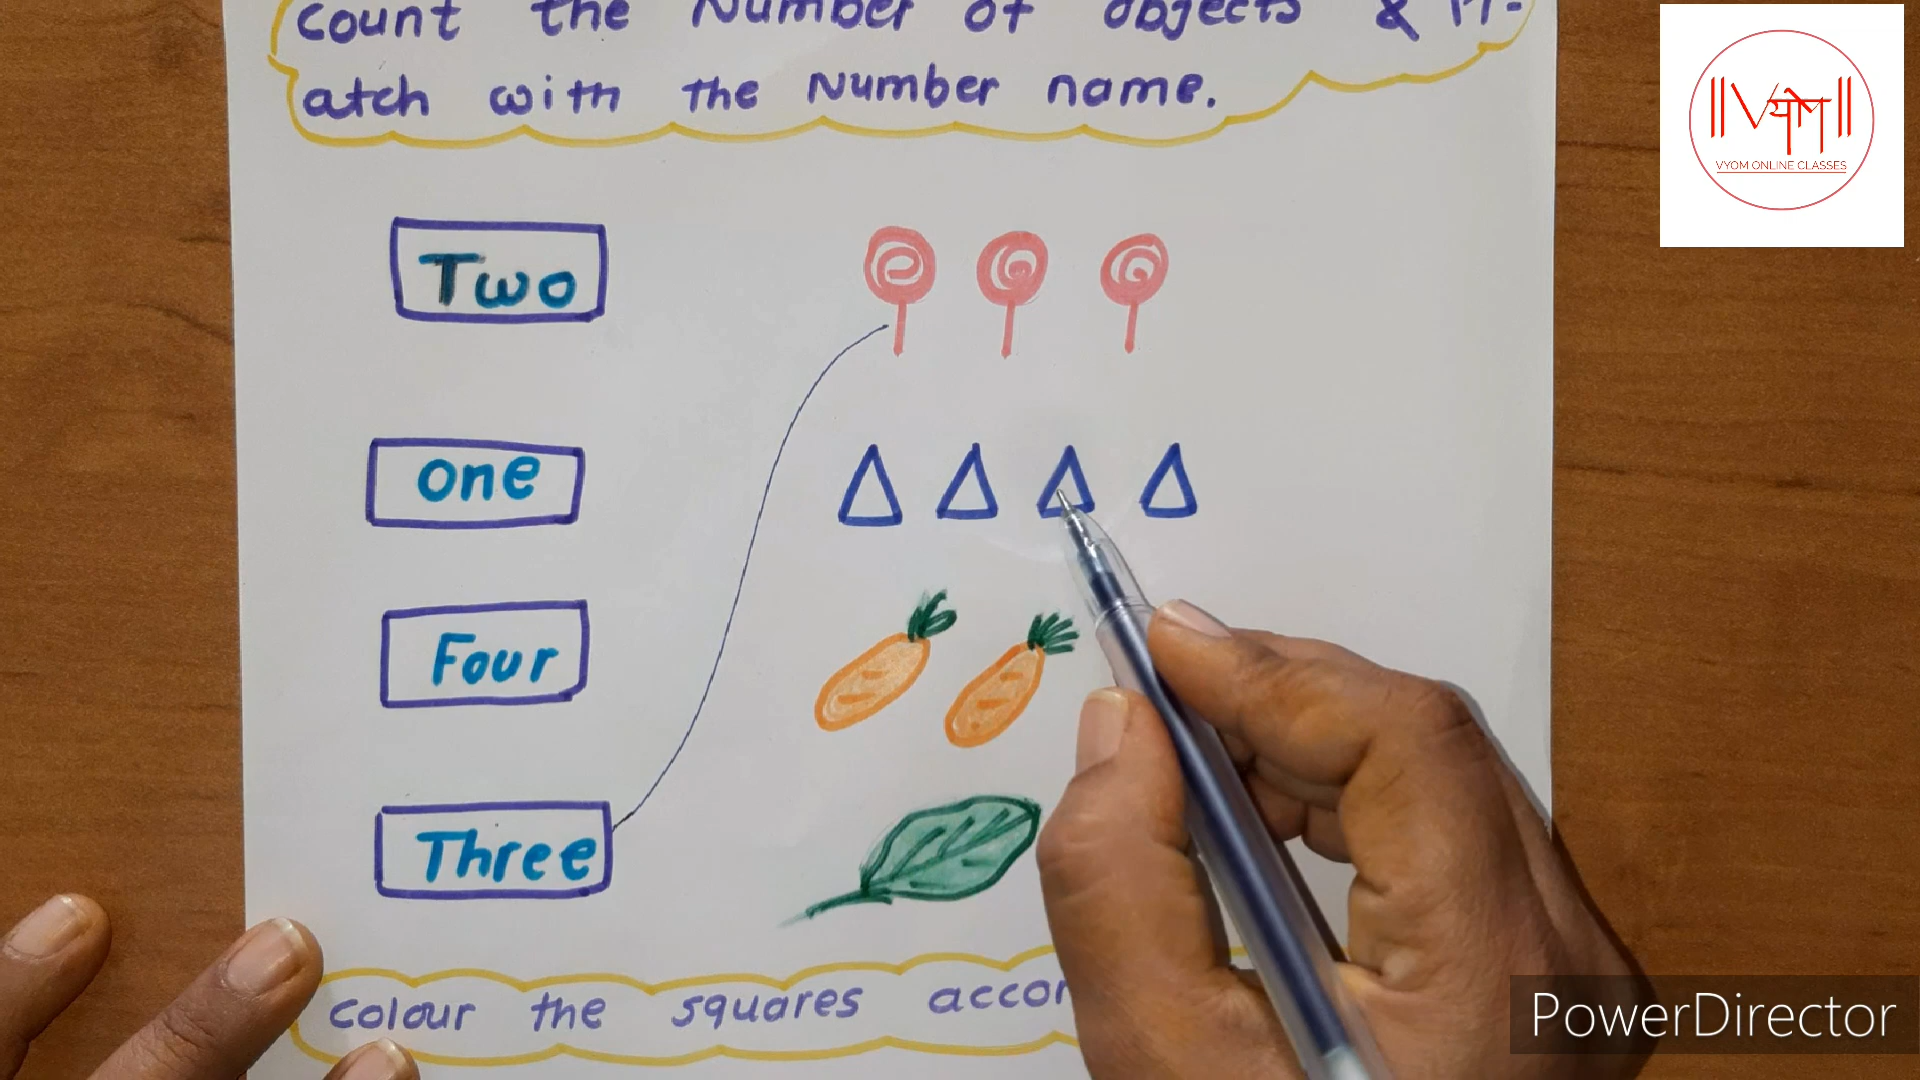 count the Number of objects & M-
atch with the Number name.
||Vयोम||
VYOM ONLINE CLASSES
Two
one
Four
Three
colour the squares
PowerDirector